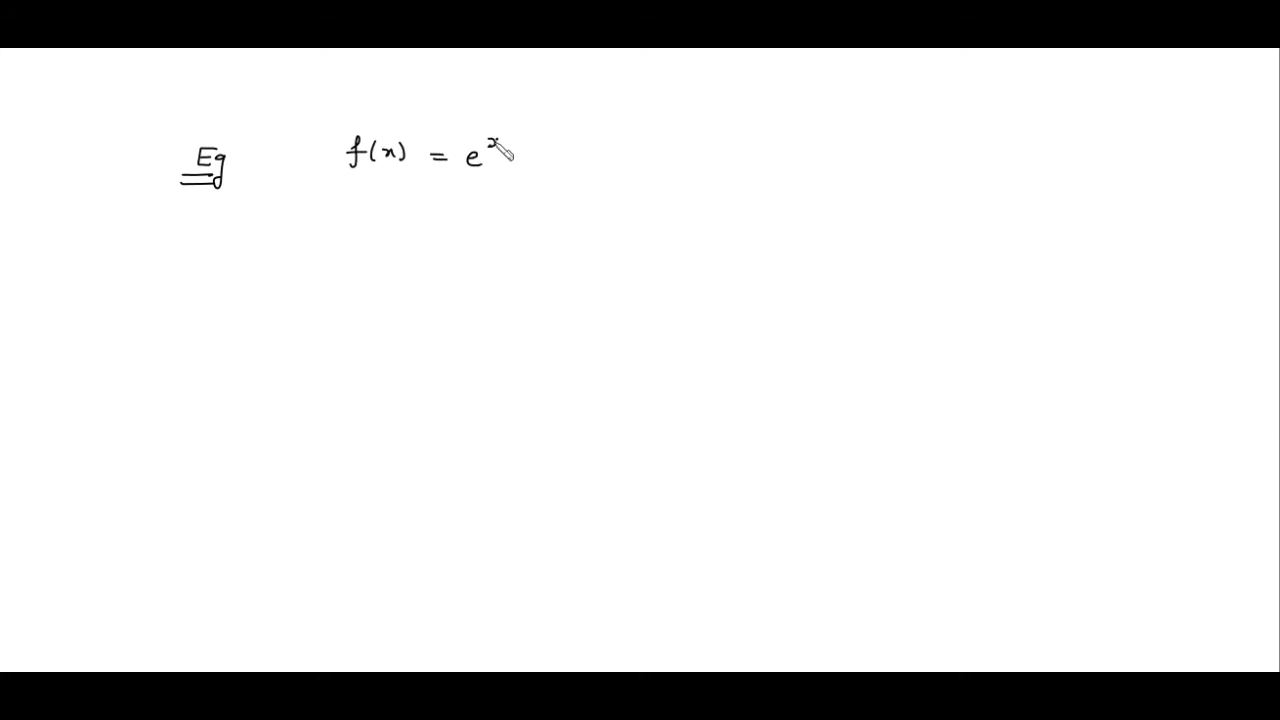 Eg f(x) = e^x